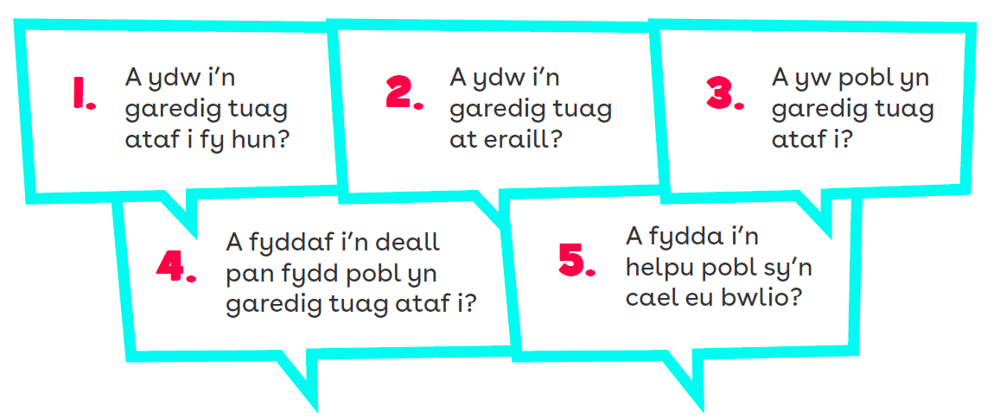 1. A ydw i'n
garedig tuag
ataf i fy hun?
2. A ydw i'n
garedig tuag
at eraill?
3. A yw pobl yn
garedig tuag
ataf i?
4. A fyddaf i'n deall
pan fydd pobl yn
garedig tuag ataf i?
5. A fydda i'n
helpu pobl sy'n
cael eu bwlio?